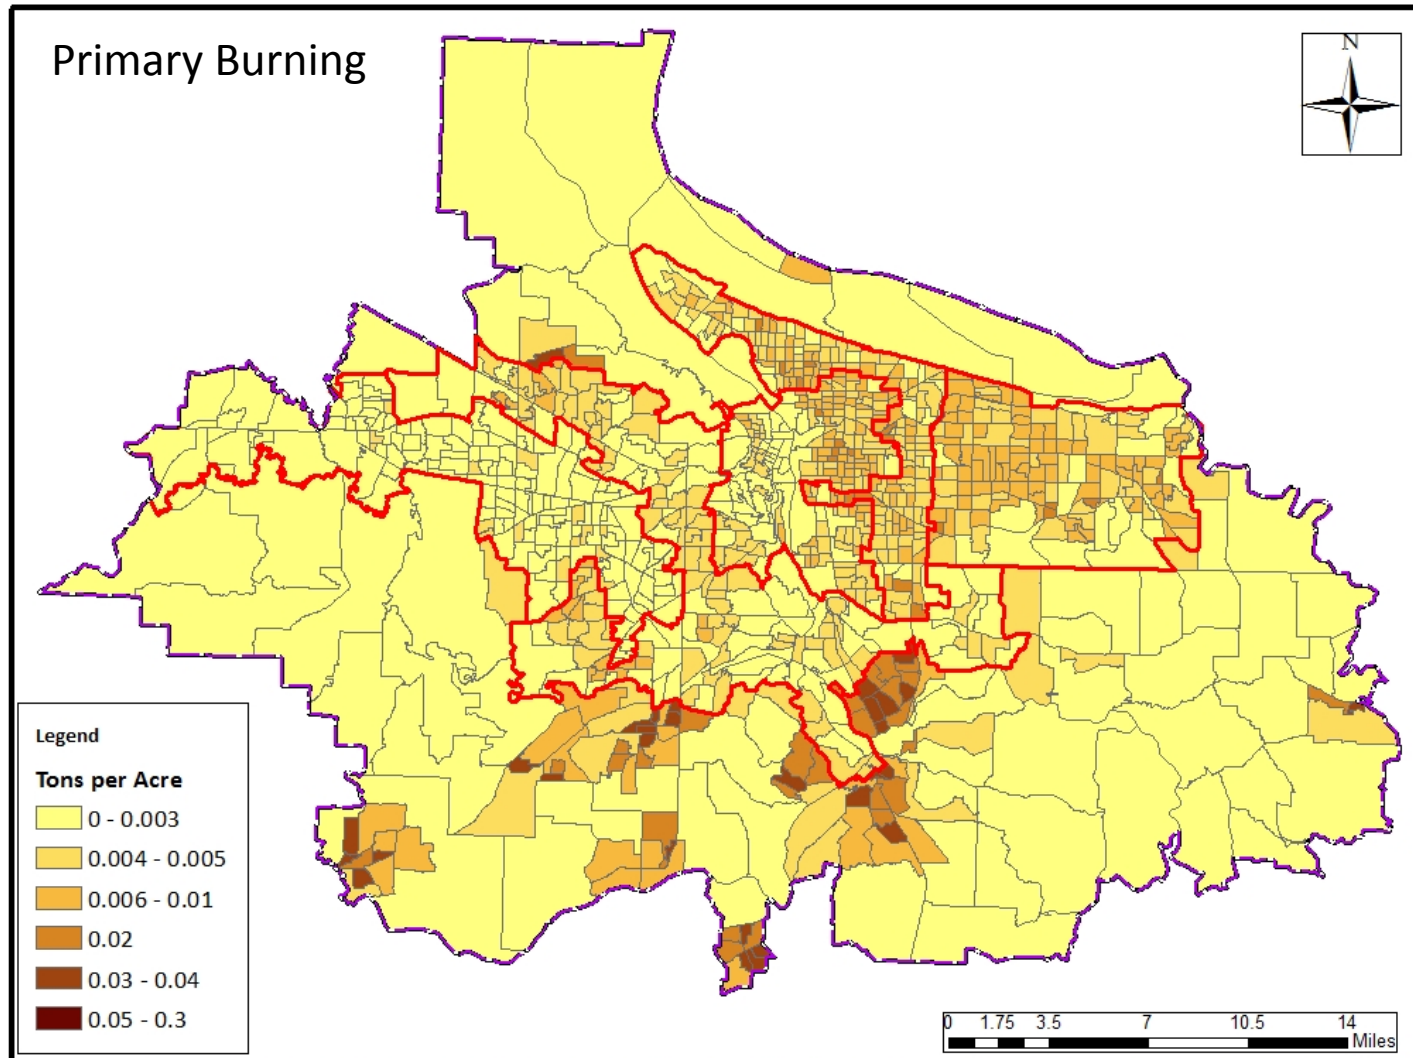 Primary Burning
N
Legend
Tons per Acre
0 - 0.003
0.004 - 0.005
0.006 - 0.01
0.02
0.03 - 0.04
0.05 - 0.3
0 1.75 3.5 7 10.5 14
Miles